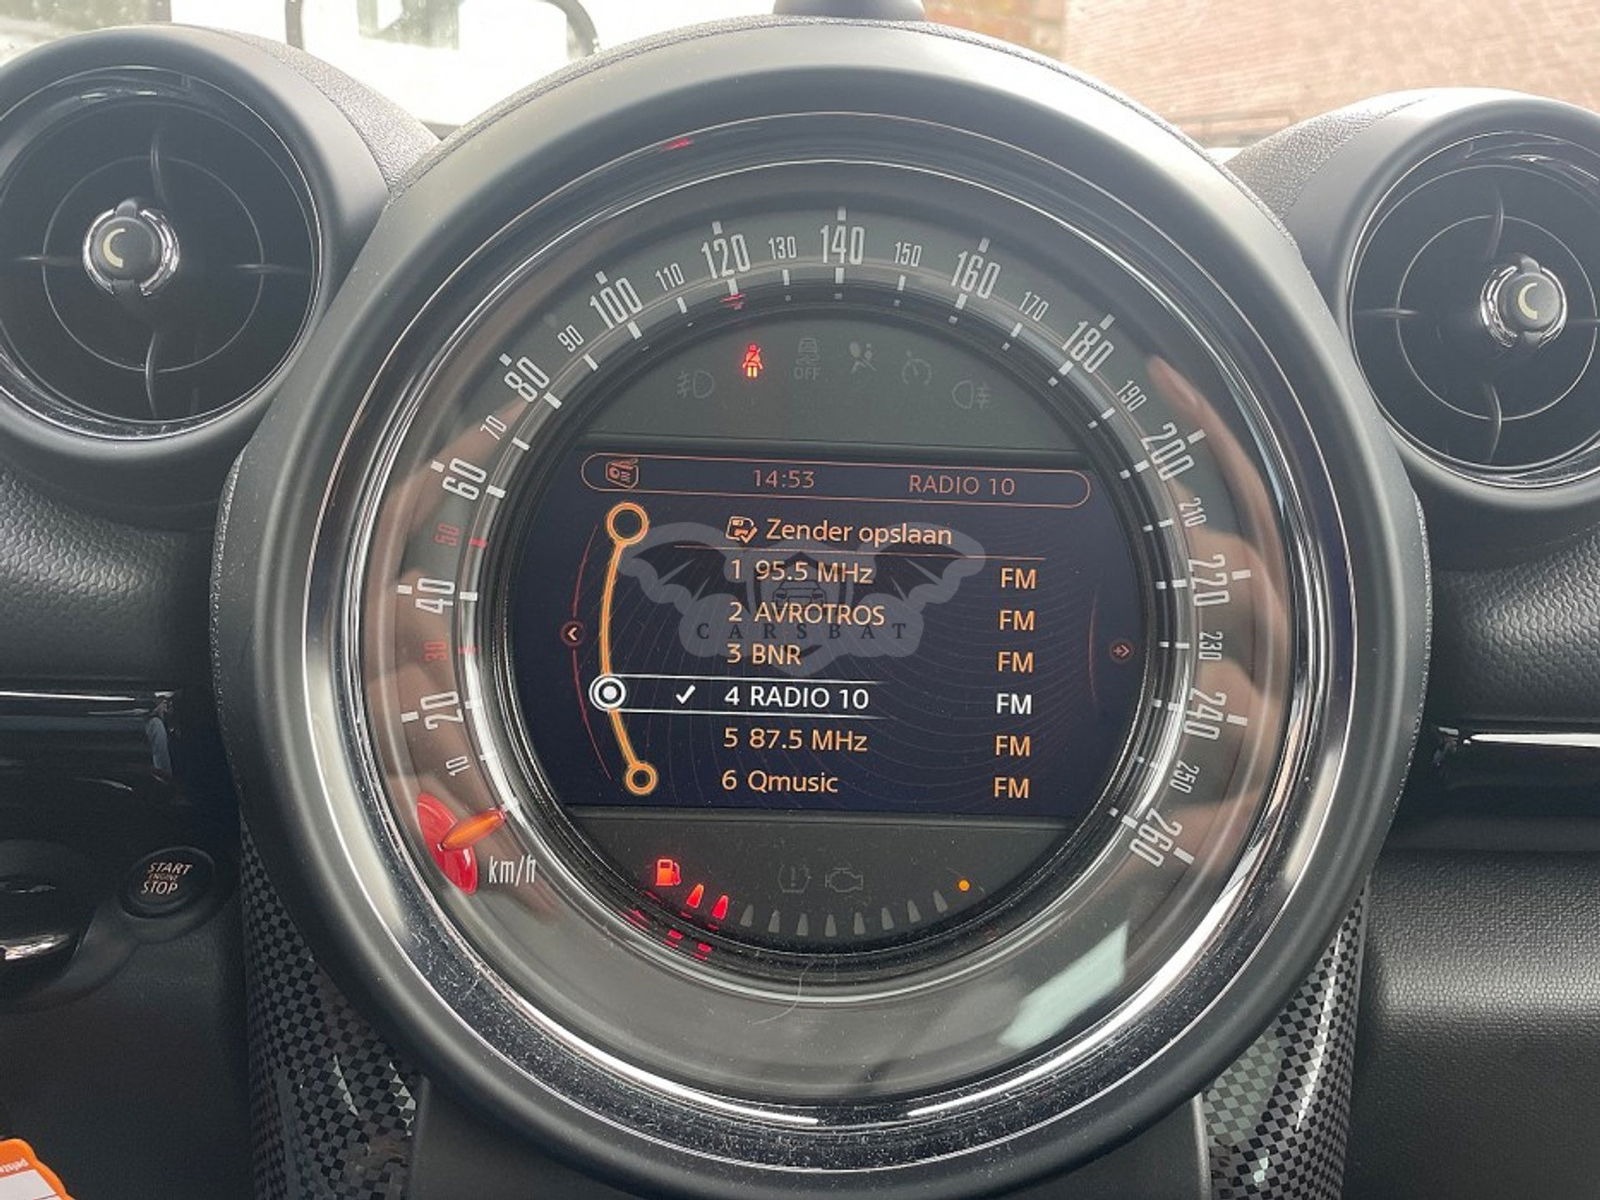 10 20 30 40 50 60 70 80 90 100 110 120 130 140 150 160 170 180 190 200 210 220 230 240 250 260
OFF
14:53 RADIO 10
Zender opslaan
1 95.5 MHz FM
2 AVROTROS FM
CARSBAT
3 BNR FM
4 RADIO 10 FM
5 87.5 MHz FM
6 Qmusic FM
km/h
START
ENGINE
STOP